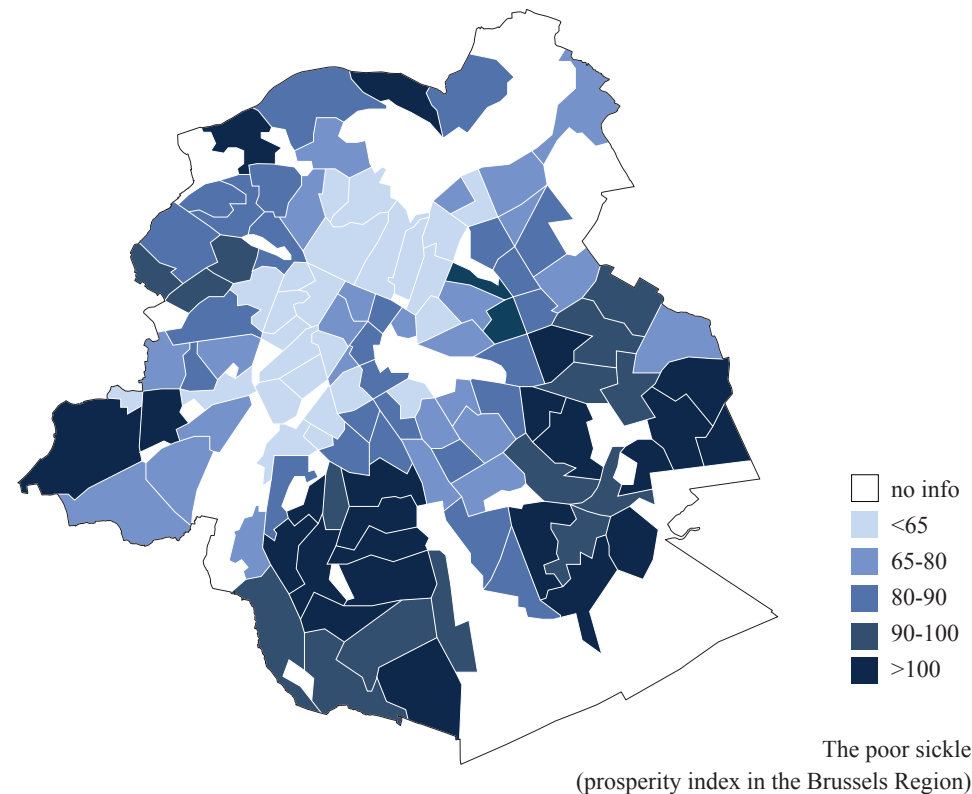 no info
<65
65-80
80-90
90-100
>100
The poor sickle
(prosperity index in the Brussels Region)